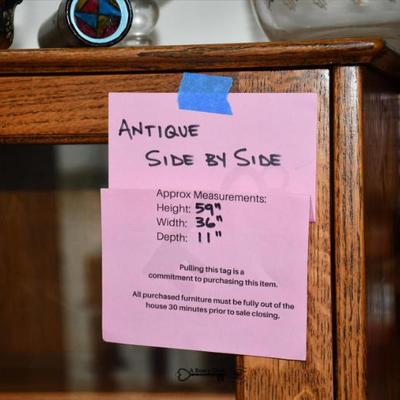 ANTIQUE
SIDE BY SIDE
Approx Measurements:
Height: 59"
Width: 36"
Depth: 11"
Pulling this tag is a
commitment to purchasing this item.
All purchased furniture must be fully out of the
house 30 minutes prior to sale closing.